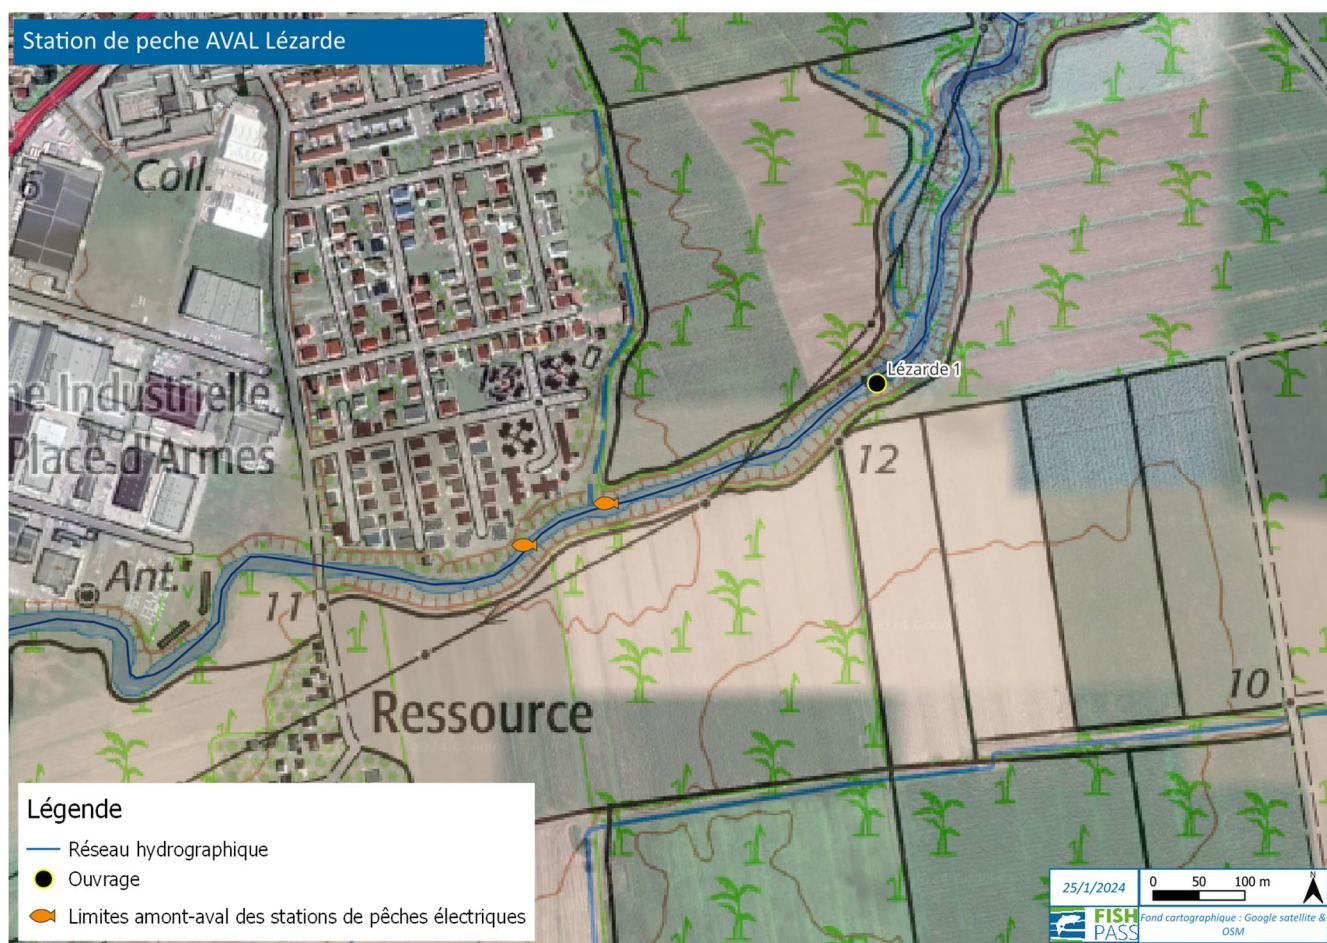 Station de peche AVAL Lézarde
Coll.
6
Lézarde 1
ne Industrielle
Place d'Armes
12
Ant.
11
10
Ressource
Légende
Réseau hydrographique
Ouvrage
Limites amont-aval des stations de pêches électriques
25/1/2024
0 50 100 m
N
FISH
PASS
Fond cartographique : Google satellite &
OSM